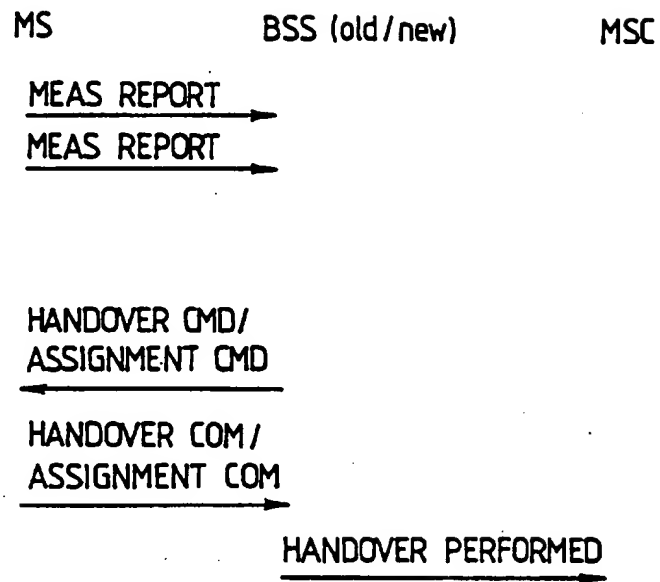 MS BSS (old/new) MSC
MEAS REPORT
MEAS REPORT
HANDOVER CMD/
ASSIGNMENT CMD
HANDOVER COM/
ASSIGNMENT COM
HANDOVER PERFORMED